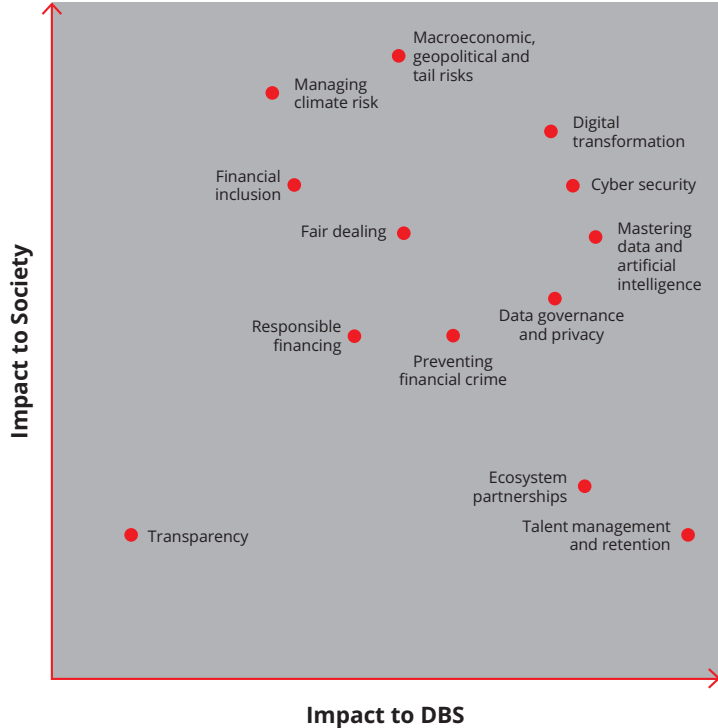 Macroeconomic,
geopolitical and
tail risks
Managing
climate risk
Digital
transformation
Financial
inclusion
Cyber security
Fair dealing
Mastering
data and
artificial
intelligence
Data governance
and privacy
Responsible
financing
Preventing
financial crime
Ecosystem
partnerships
Transparency
Talent management
and retention
Impact to Society
Impact to DBS